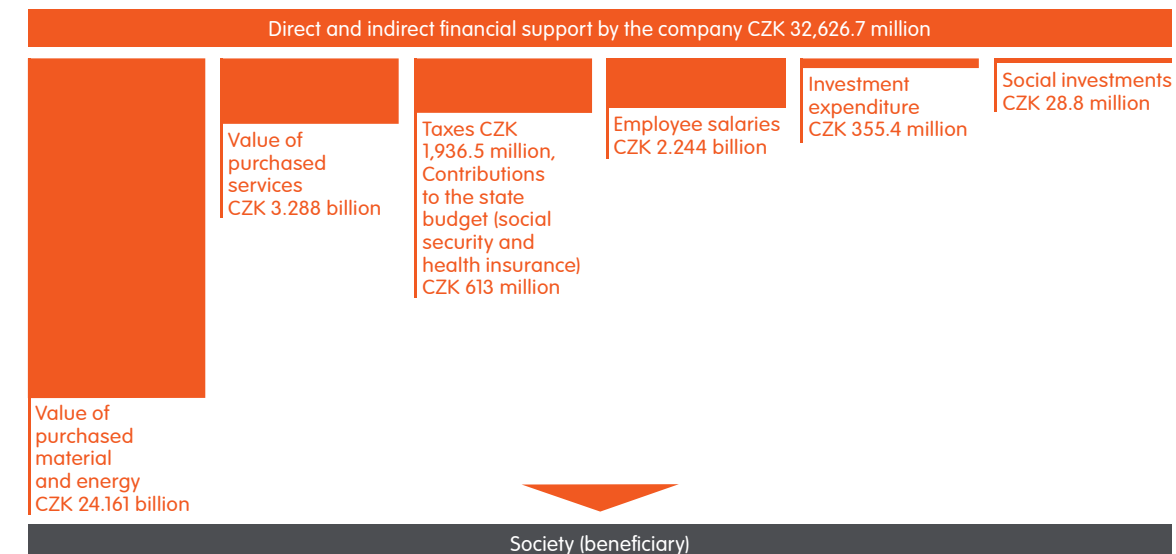 Direct and indirect financial support by the company CZK 32,626.7 million
Value of
purchased
material
and energy
CZK 24.161 billion
Value of
purchased
services
CZK 3.288 billion
Taxes CZK
1,936.5 million,
Contributions
to the state
budget (social
security and
health insurance)
CZK 613 million
Employee salaries
CZK 2.244 billion
Investment
expenditure
CZK 355.4 million
Social investments
CZK 28.8 million
Society (beneficiary)